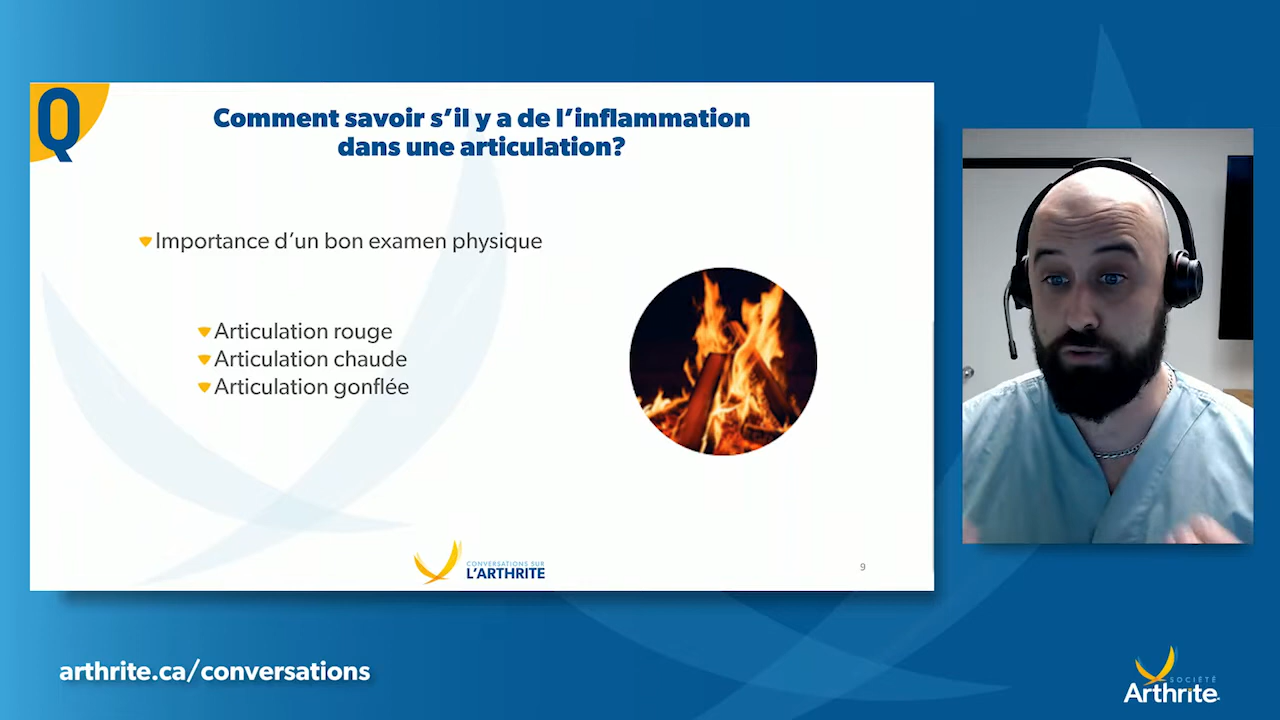 Q
Comment savoir s’il y a de l’inflammation
dans une articulation?
Importance d’un bon examen physique
Articulation rouge
Articulation chaude
Articulation gonflée
CONVERSATIONS SUR
L’ARTHRITE
9
arthrite.ca/conversations
SOCIÉTÉ
Arthrite.